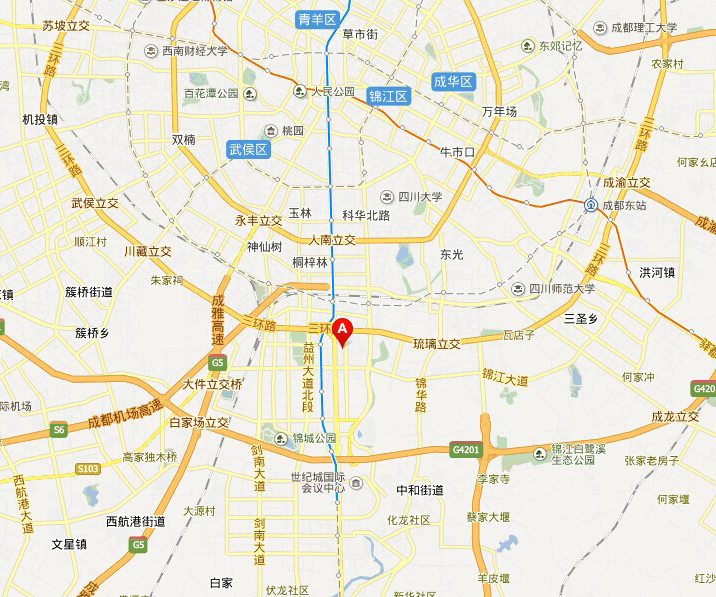 苏坡立交
青羊区
草市街
成都理工大学
西南财经大学
东郊记忆
农家村
成华区
三环路
百花潭公园
人民公园
锦江区
万年场
机投镇
桃园
双楠
牛市口
三环路
武侯区
三环路
何家幺店
成渝立交
武侯立交
四川大学
成都东站
玉林
科华北路
永丰立交
顺江村
人南立交
神仙树
川藏立交
东光
桐梓林
三环路
洪河镇
朱家祠
四川师范大学
簇桥街道
成雅高速
三圣乡
三环路
A
簇桥乡
瓦店子
琉璃立交
G5
益州大道北段
锦江大道
何家冲
大件立交桥
锦华路
G420
际机场
成都机场高速
成龙立交
S6
白家场立交
锦城公园
G4201
锦江白鹭溪
生态公园
高家独木桥
剑南大道
张家老房子
S103
世纪城国际
会议中心
李家寺
中和街道
西航港大道
何家堰
大源村
西航港街道
化龙社区
蔡家大堰
剑南大道
文星镇
G5
白家
伏龙社区
羊皮堰